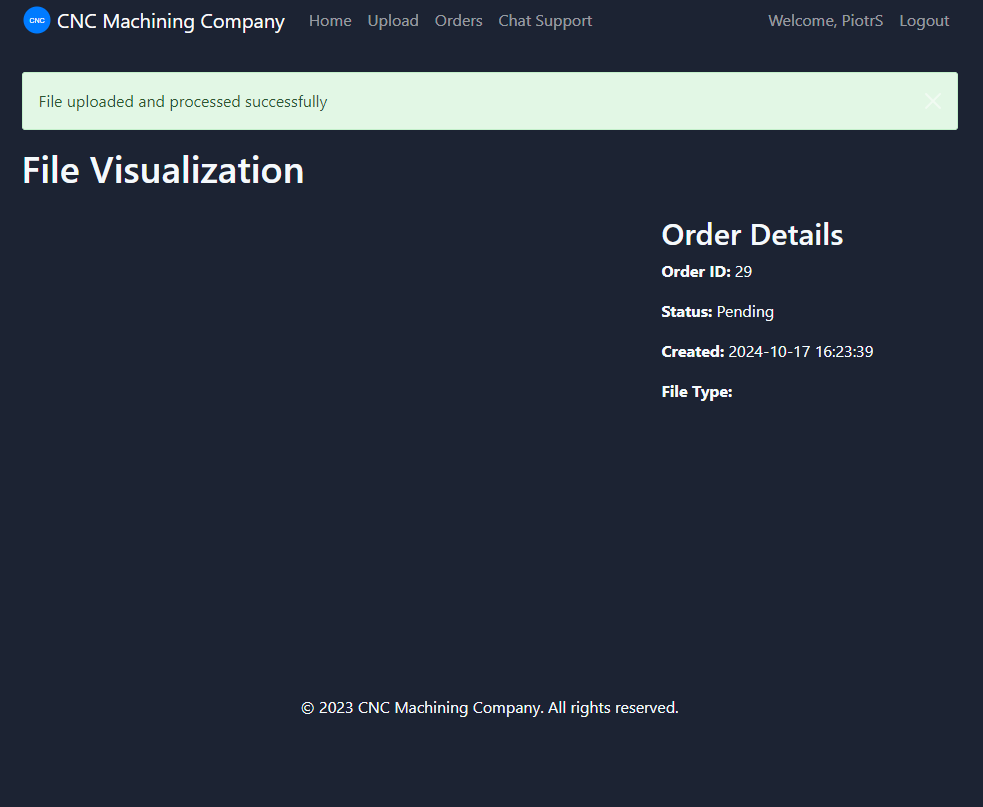 CNC CNC Machining Company Home Upload Orders Chat Support Welcome, PiotrS Logout
File uploaded and processed successfully
File Visualization
Order Details
Order ID: 29
Status: Pending
Created: 2024-10-17 16:23:39
File Type:
© 2023 CNC Machining Company. All rights reserved.